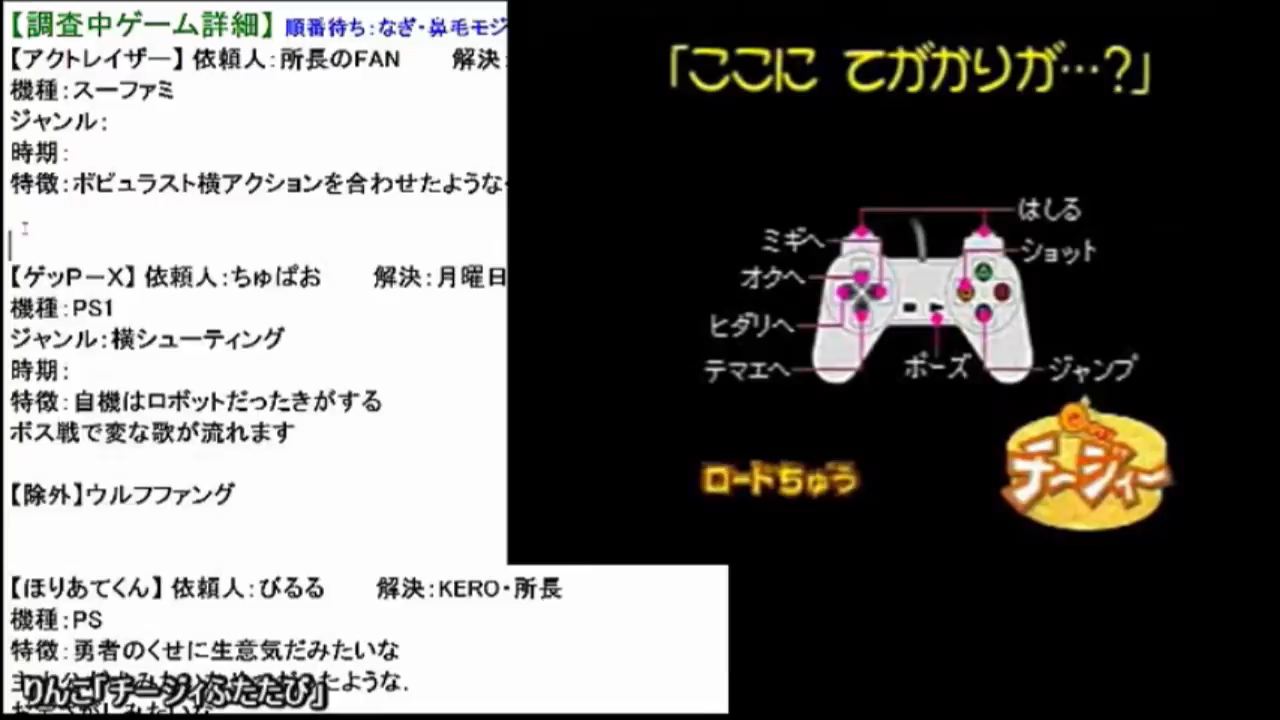 【調査中ゲーム詳細】 順番待ち：なぎ・鼻毛モジ
【アクトレイザー】 依頼人：所長のFAN 解決：
機種：スーファミ
ジャンル：
時期：
特徴：ボピュラスト横アクションを合わせたような
【ゲッP－X】 依頼人：ちゅぱお 解決：月曜日
機種：PS1
ジャンル：横シューティング
時期：
特徴：自機はロボットだったきがする
ボス戦で変な歌が流れます
【除外】ウルフファング
【ほりあてくん】 依頼人：びるる 解決：KERO・所長
機種：PS
特徴：勇者のくせに生意気だみたいな
たような.
りんご「チージィふたたび」
「ここに てがかりが…？」
はしる
ミギへ
ショット
オクへ
ヒダリへ
テマエへ
ポーズ
ジャンプ
ロードちゅう
チージィー